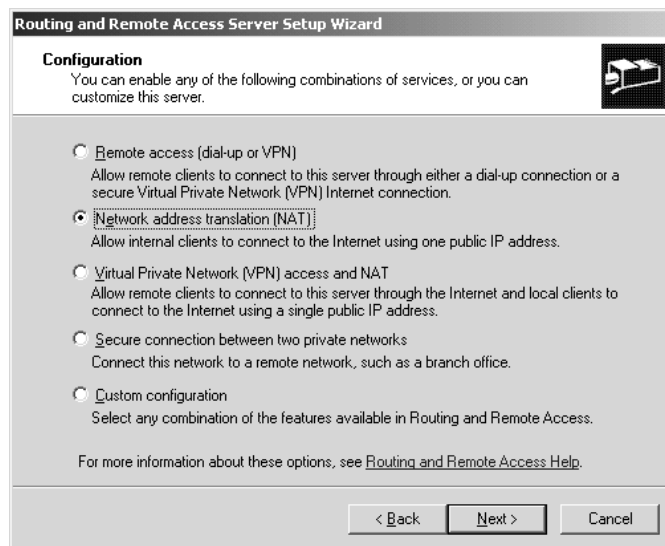 Routing and Remote Access Server Setup Wizard
Configuration
You can enable any of the following combinations of services, or you can
customize this server.
Remote access (dial-up or VPN)
Allow remote clients to connect to this server through either a dial-up connection or a
secure Virtual Private Network (VPN) Internet connection.
Network address translation (NAT)
Allow internal clients to connect to the Internet using one public IP address.
Virtual Private Network (VPN) access and NAT
Allow remote clients to connect to this server through the Internet and local clients to
connect to the Internet using a single public IP address.
Secure connection between two private networks
Connect this network to a remote network, such as a branch office.
Custom configuration
Select any combination of the features available in Routing and Remote Access.
For more information about these options, see Routing and Remote Access Help.
< Back Next > Cancel